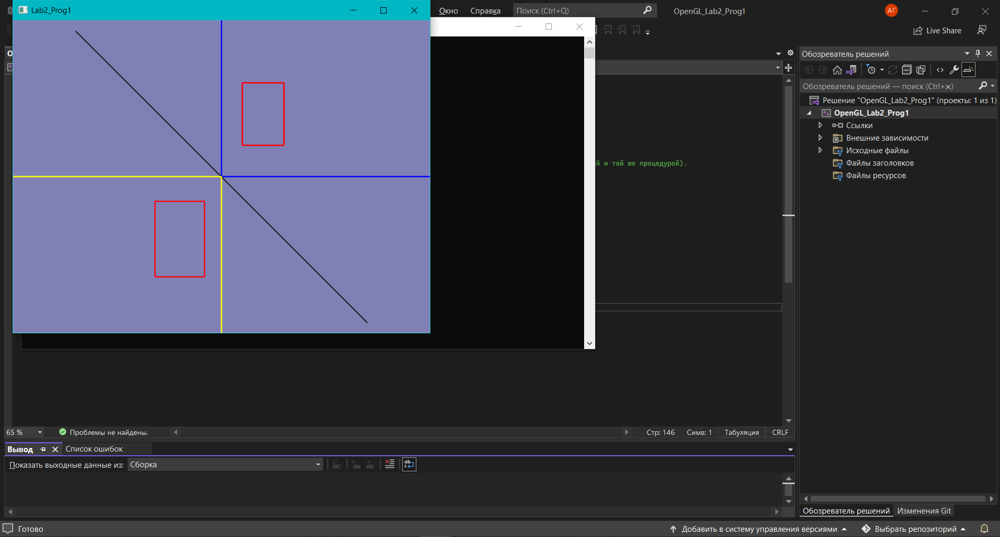 Lab2_Prog1
Окно
Справка
Поиск (Ctrl+Q)
OpenGL_Lab2_Prog1
АГ
Live Share
Обозреватель решений
Обозреватель решений — поиск (Ctrl+ж)
Решение "OpenGL_Lab2_Prog1" (проекты: 1 из 1)
OpenGL_Lab2_Prog1
Ссылки
Внешние зависимости
Исходные файлы
Файлы заголовков
Файлы ресурсов
й и той же процедурой).
65 %
Проблемы не найдены.
Стр: 146
Симв: 1
Табуляция
CRLF
Вывод
Список ошибок
Показать выходные данные из:
Сборка
Обозреватель решений
Изменения Git
Готово
Добавить в систему управления версиями
Выбрать репозиторий